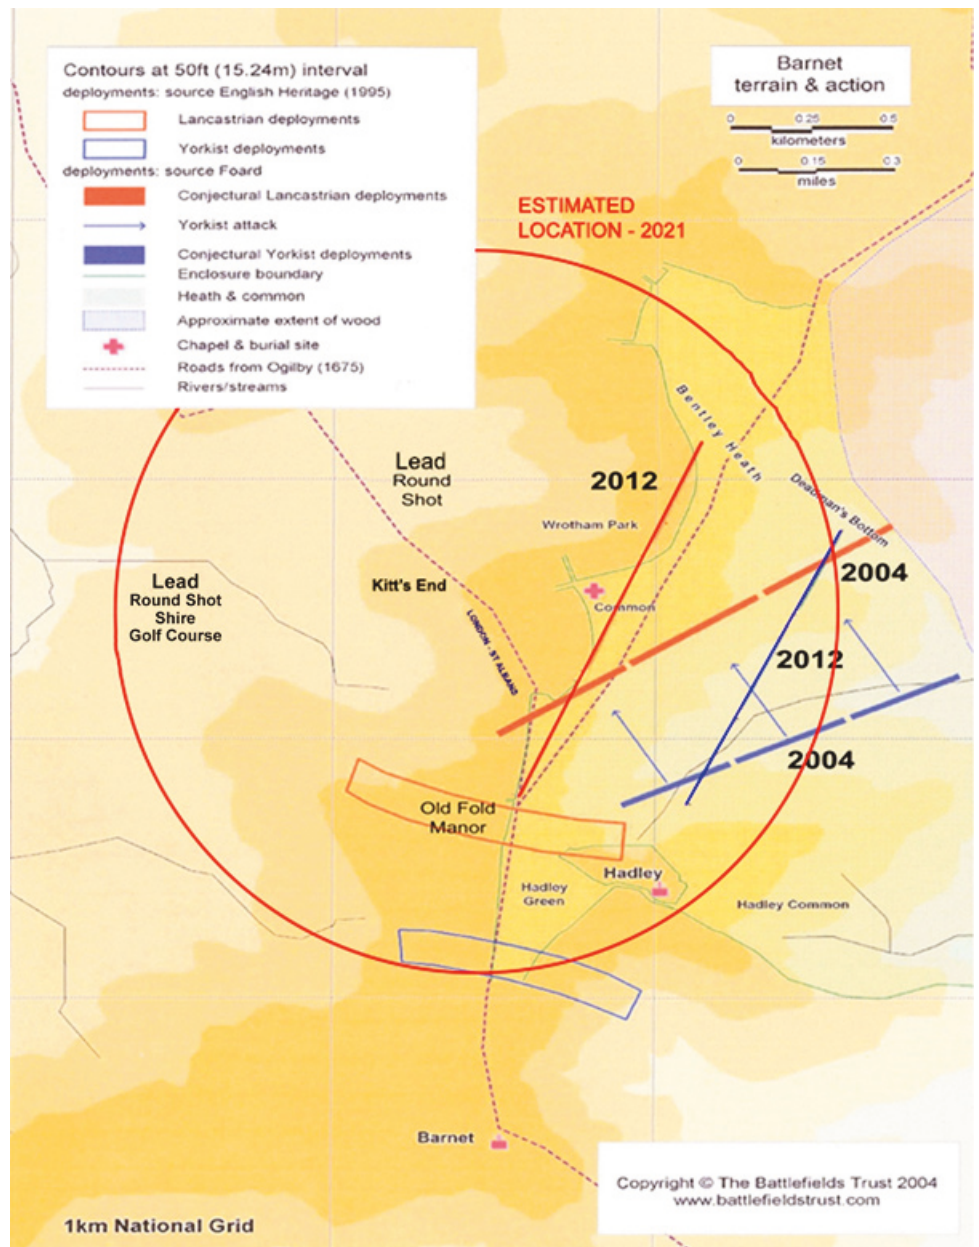 Contours at 50ft (15.24m) interval
deployments: source English Heritage (1995)
Lancastrian deployments
Yorkist deployments
deployments: source Foard
Conjectural Lancastrian deployments
Yorkist attack
Conjectural Yorkist deployments
Enclosure boundary
Heath & common
Approximate extent of wood
Chapel & burial site
Roads from Ogilby (1675)
Rivers/streams
Barnet
terrain & action
0 0.25 0.5
kilometers
0 0.15 0.3
miles
ESTIMATED
LOCATION - 2021
Bentley Heath
Lead
Round
Shot
2012
Deadman's Bottom
Wrotham Park
2004
Lead
Round Shot
Shire
Golf Course
Kitt's End
Common
LONDON - ST ALBANS
2012
2004
Old Fold
Manor
Hadley
Hadley
Green
Hadley Common
Barnet
Copyright © The Battlefields Trust 2004
www.battlefieldstrust.com
1km National Grid